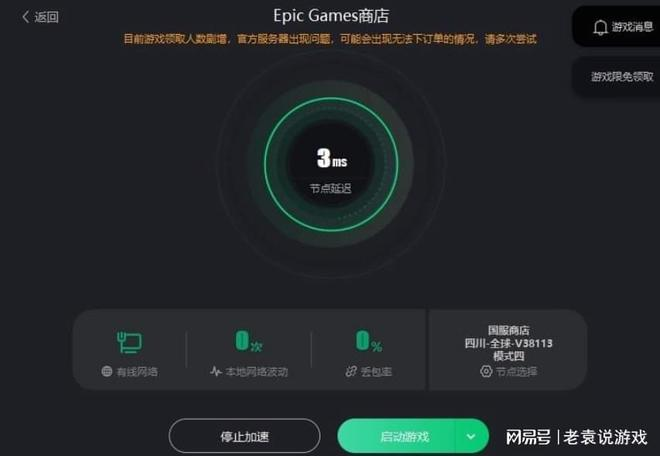 返回
Epic Games商店
目前游戏领取人数剧增，官方服务器出现问题，可能会出现无法下订单的情况，请多次尝试
游戏消息
游戏限免领取
3ms
节点延迟
有线网络
0次
本地网络波动
0%
丢包率
国服商店
四川-全球-V38113
模式四
节点选择
停止加速
启动游戏
网易号 | 老袁说游戏